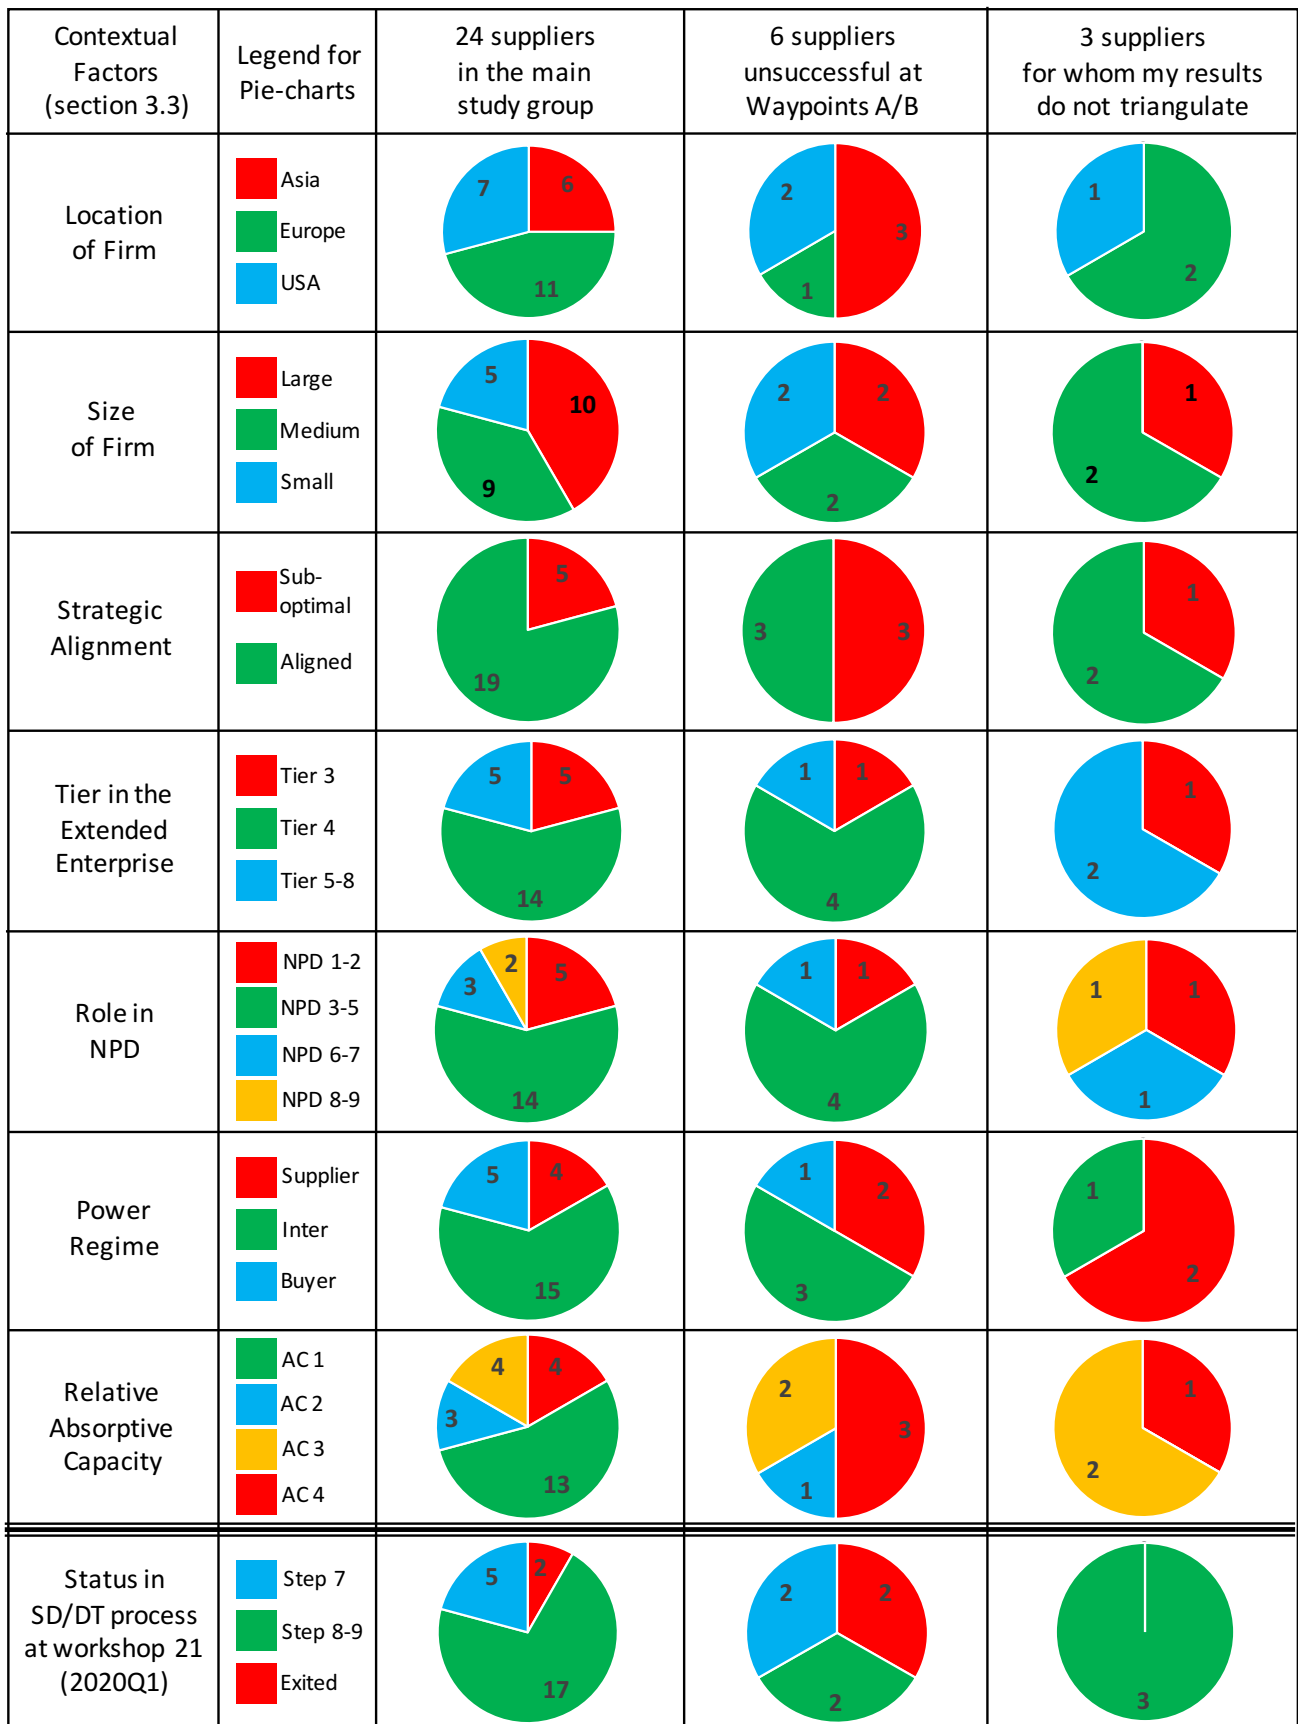 Contextual
Factors
(section 3.3)
Legend for
Pie-charts
24 suppliers
in the main
study group
6 suppliers
unsuccessful at
Waypoints A/B
3 suppliers
for whom my results
do not triangulate
Location
of Firm
Asia
Europe
USA
7
6
11
2
3
1
1
2
Size
of Firm
Large
Medium
Small
5
10
9
2
2
2
1
2
Strategic
Alignment
Sub-
optimal
Aligned
5
19
3
3
1
2
Tier in the
Extended
Enterprise
Tier 3
Tier 4
Tier 5-8
5
5
14
1
1
4
1
2
Role in
NPD
NPD 1-2
NPD 3-5
NPD 6-7
NPD 8-9
3
2
5
14
1
1
4
1
1
1
Power
Regime
Supplier
Inter
Buyer
5
4
15
1
2
3
1
2
Relative
Absorptive
Capacity
AC 1
AC 2
AC 3
AC 4
4
4
3
13
2
3
1
1
2
Status in
SD/DT process
at workshop 21
(2020Q1)
Step 7
Step 8-9
Exited
5
2
17
2
2
2
3